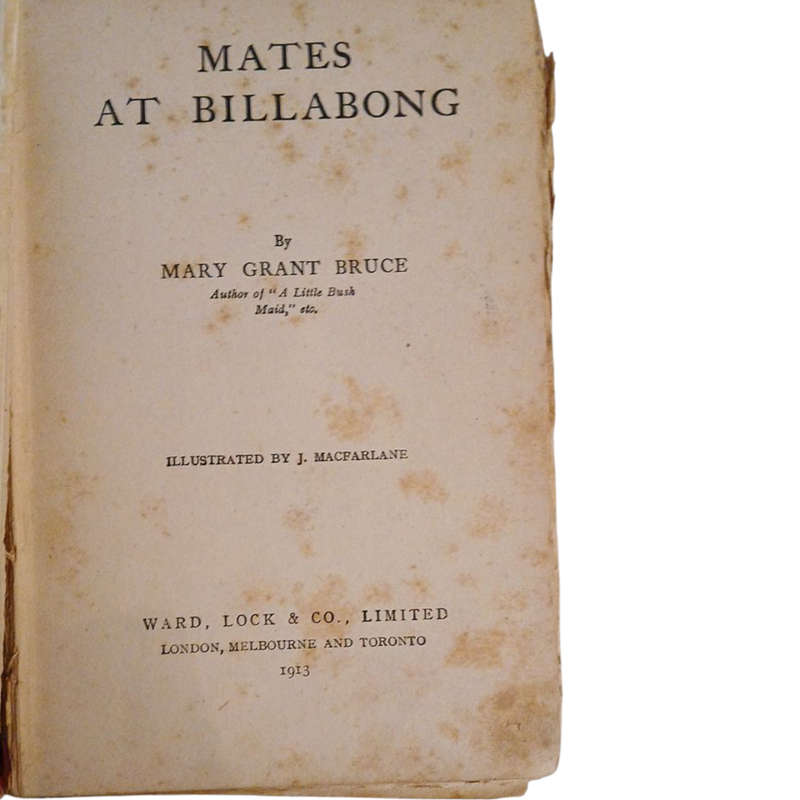 MATES
AT BILLABONG
By
MARY GRANT BRUCE
Author of "A Little Bush
Maid," etc.
ILLUSTRATED BY J. MACFARLANE
WARD, LOCK & CO., LIMITED
LONDON, MELBOURNE AND TORONTO
1913